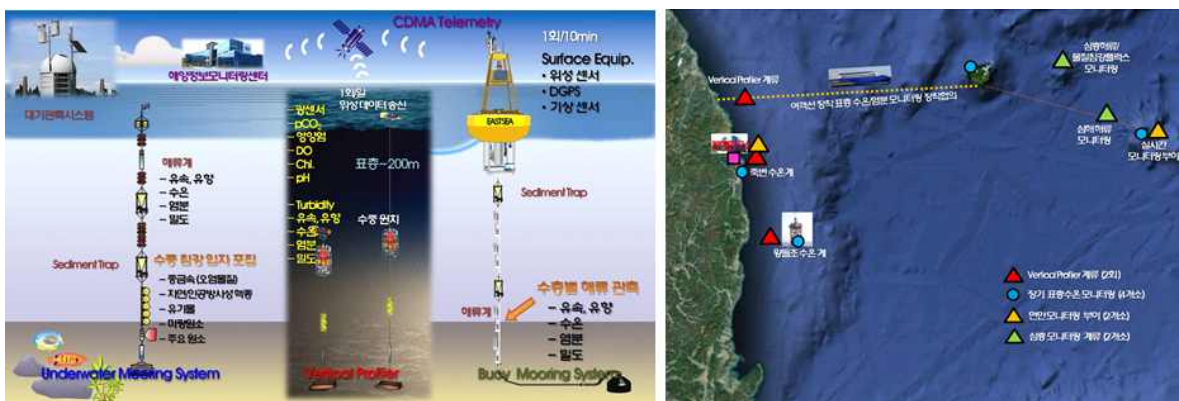 CDMA Telemetry
1회/10min
Surface Equip.
• 위성 센서
• DGPS
• 기상 센서
해양정보모니터링센터
대기관측시스템
1회/일
위성 데이터 송신
광센서
pCO₂
영양염
DO
Chl.
pH
Turbidity
유속, 유향
수온
염분
밀도
표층~200m
수중 윈치
EASTSEA
해류계
– 유속, 유향
– 수온
– 염분
– 밀도
Sediment Trap
수중 침강 입자 포집
– 중금속 (오염물질)
– 자연/인공방사성핵종
– 유기물
– 미량원소
– 주요 원소
Sediment Trap
수층별 해류 관측
해류계
– 유속, 유향
– 수온
– 염분
– 밀도
Underwater Mooring System
Vertical Profiler
Buoy Mooring System
Vertical Profiler 계류
여객선 장착 표층 수온/염분 모니터링 장착협의
심층해류/
물질침강플럭스
모니터링
심해 해류
모니터링
실시간
모니터링 부이
죽변 수온계
왕돌초 수온계
Vertical Profiler 계류 (2회)
장기 표층수온 모니터링 (4개소)
연안 모니터링 부이 (2개소)
심층 모니터링 계류 (2개소)